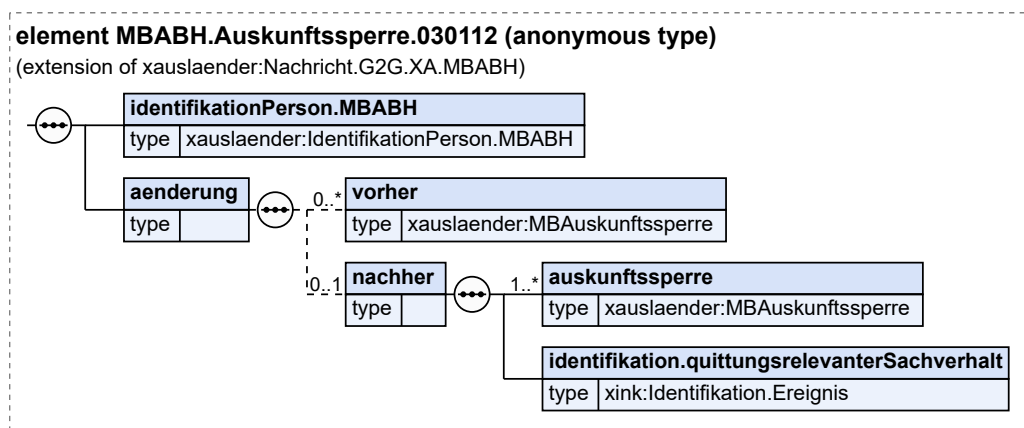 element MBABH.Auskunftssperre.030112 (anonymous type)
(extension of xauslaender:Nachricht.G2G.XA.MBABH)
identifikationPerson.MBABH
type xauslaender:IdentifikationPerson.MBABH
aenderung
type
0..* vorher
type xauslaender:MBAuskunftssperre
0..1 nachher
type
1..* auskunftssperre
type xauslaender:MBAuskunftssperre
identifikation.quittungsrelevanterSachverhalt
type xink:Identifikation.Ereignis